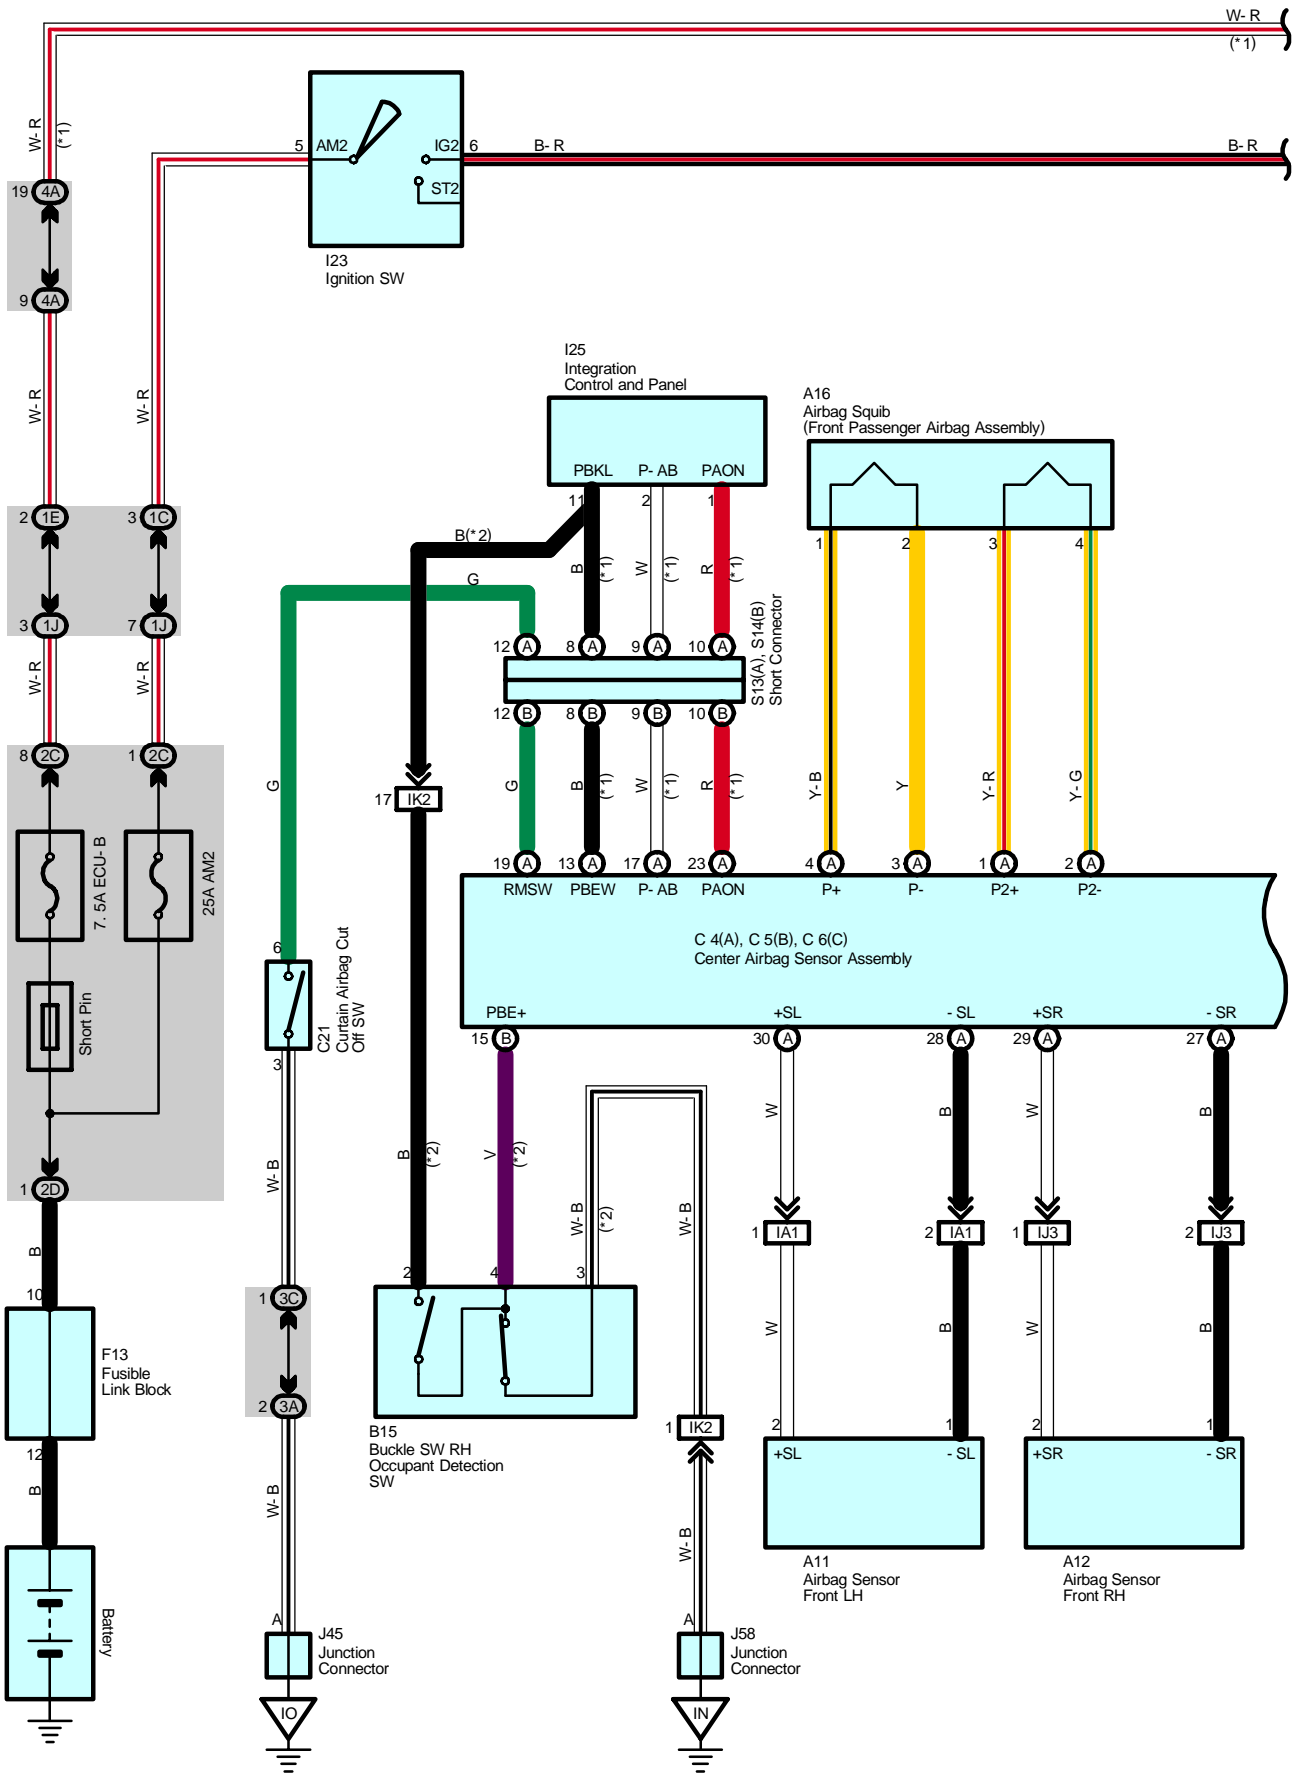 W- R
(*1)
W- R
(*1)
5
AM2
IG2
6
B- R
B- R
ST2
I23
Ignition SW
19
4A
9
4A
W- R
W- R
I25
Integration
Control and Panel
PBKL
P- AB
PAON
11
2
1
A16
Airbag Squib
(Front Passenger Airbag Assembly)
1
2
3
4
2
1E
3
1C
3
1J
7
1J
B(*2)
G
B
(*1)
W
(*1)
R
(*1)
12
A
8
A
9
A
10
A
S13(A), S14(B)
Short Connector
12
B
8
B
9
B
10
B
W- R
W- R
8
2C
1
2C
G
17
IK2
G
B
(*1)
W
(*1)
R
(*1)
Y- B
Y
Y- R
Y- G
7. 5A ECU- B
25A AM2
19
A
13
A
17
A
23
A
4
A
3
A
1
A
2
A
RMSW
PBEW
P- AB
PAON
P+
P-
P2+
P2-
C 4(A), C 5(B), C 6(C)
Center Airbag Sensor Assembly
PBE+
+SL
- SL
+SR
- SR
15
B
30
A
28
A
29
A
27
A
6
C21
Curtain Airbag Cut
Off SW
3
Short Pin
1
2D
W- B
B
(*2)
V
(*2)
W- B
(*2)
W- B
W
B
W
B
1
IA1
2
IA1
1
IJ3
2
IJ3
B
10
F13
Fusible
Link Block
12
B
Battery
1
3C
2
3A
W- B
A
J45
Junction
Connector
IO
2
4
3
B15
Buckle SW RH
Occupant Detection
SW
1
IK2
W- B
A
J58
Junction
Connector
IN
W
B
W
B
2
1
2
1
+SL
- SL
+SR
- SR
A11
Airbag Sensor
Front LH
A12
Airbag Sensor
Front RH